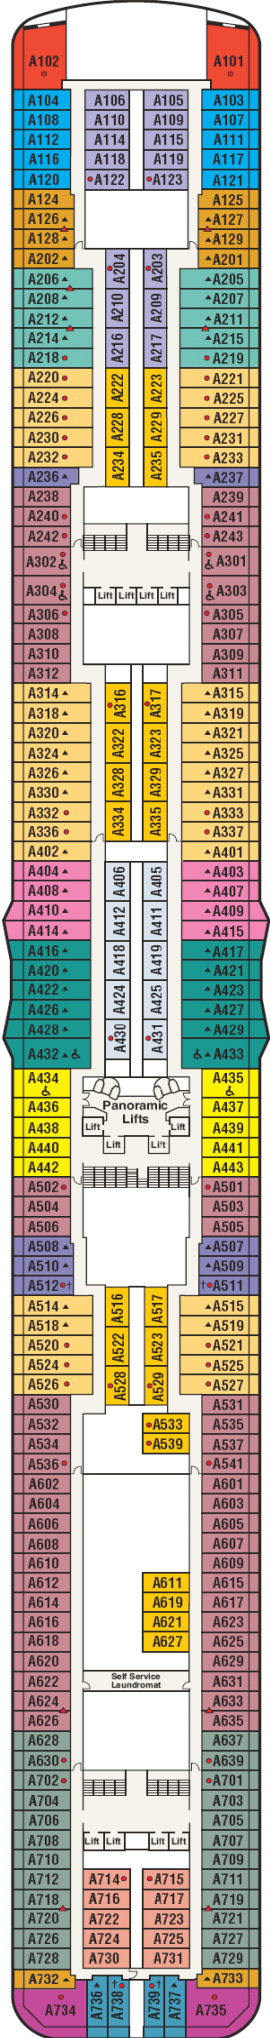 A102 A101
A104 A106 A105 A103
A108 A110 A109 A107
A112 A114 A115 A111
A116 A118 A119 A117
A120 A122 A123 A121
A124 A125
A126 A127
A128 A129
A202 A204 A203 A201
A206 A205
A208 A210 A209 A207
A212 A211
A214 A216 A217 A215
A218 A219
A220 A222 A223 A221
A224 A225
A226 A228 A229 A227
A230 A231
A232 A234 A235 A233
A236 A237
A238 A239
A240 A241
A242 A243
A302 A301
A304 A303
Lift Lift Lift Lift
A306 A305
A308 A307
A310 A309
A312 A311
A314 A316 A317 A315
A318 A319
A320 A322 A323 A321
A324 A325
A326 A328 A329 A327
A330 A331
A332 A334 A335 A333
A336 A337
A402 A401
A404 A406 A405 A403
A408 A407
A410 A412 A411 A409
A414 A415
A416 A418 A419 A417
A420 A421
A422 A424 A425 A423
A426 A427
A428 A430 A431 A429
A432 A433
A434 A435
A436 Panoramic A437
Lifts
A438 Lift Lift A439
A440 Lift Lift A441
A442 A443
A502 A501
A504 A503
A506 A505
A508 A507
A510 A509
A512 † † A511
A514 A516 A517 A515
A518 A519
A520 A522 A523 A521
A524 A525
A526 A528 A529 A527
A530 A531
A532 A533 A535
A534 A539 A537
A536 A541
A602 A601
A604 A603
A606 A605
A608 A607
A610 A609
A612 A611 A615
A614 A619 A617
A616 A621 A623
A618 A627 A625
A620 A629
A622 Self Service A631
Laundromat
A624 A633
A626 A635
A628 A637
A630 A639
A702 A701
A704 A703
A706 A705
A708 Lift Lift Lift Lift A707
A710 A709
A712 A714 A715 A711
A718 A716 A717 A719
A720 A722 A723 A721
A726 A724 A725 A727
A728 A730 A731 A729
A732 A733
A734 A736 A738 † A739 † A737 A735